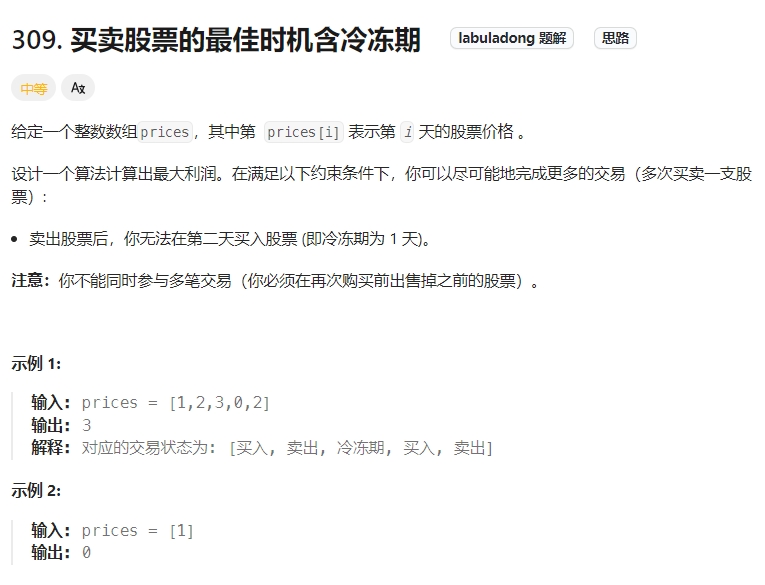 309. 买卖股票的最佳时机含冷冻期 labuladong 题解 思路
中等
给定一个整数数组prices，其中第 prices[i] 表示第 i 天的股票价格 。
设计一个算法计算出最大利润。在满足以下约束条件下，你可以尽可能地完成更多的交易（多次买卖一支股
票）:
• 卖出股票后，你无法在第二天买入股票 (即冷冻期为 1 天)。
注意：你不能同时参与多笔交易（你必须在再次购买前出售掉之前的股票）。
示例 1:
输入: prices = [1,2,3,0,2]
输出: 3
解释: 对应的交易状态为: [买入, 卖出, 冷冻期, 买入, 卖出]
示例 2:
输入: prices = [1]
输出: 0